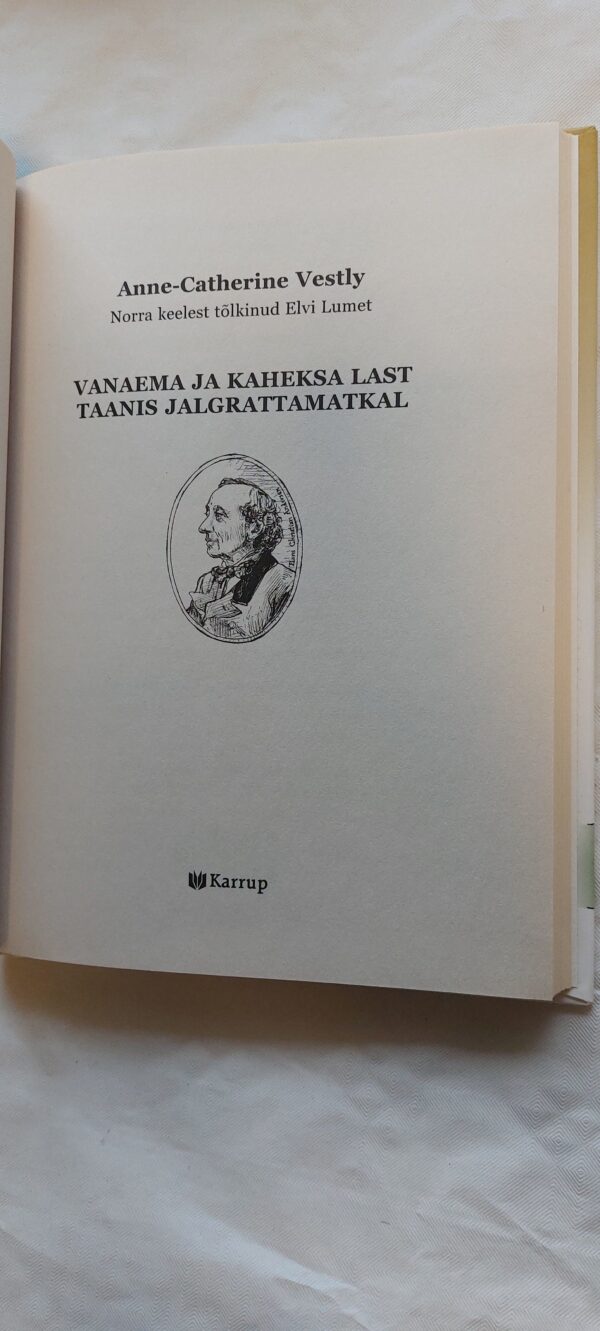 Anne-Catherine Vestly
Norra keelest tõlkinud Elvi Lumet
VANAEMA JA KAHEKSA LAST
TAANIS JALGRATTAMATKAL
Karrup